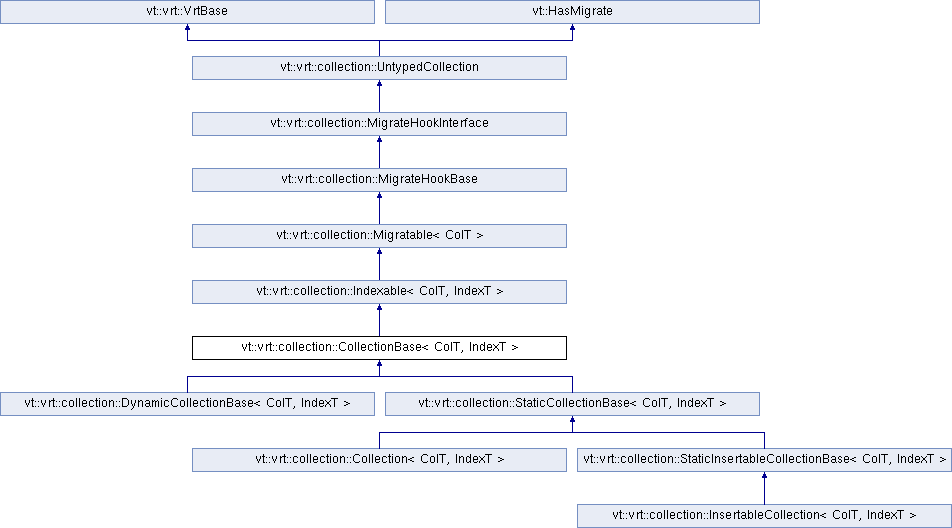 vt::vrt::VrtBase
vt::HasMigrate
vt::vrt::collection::UntypedCollection
vt::vrt::collection::MigrateHookInterface
vt::vrt::collection::MigrateHookBase
vt::vrt::collection::Migratable< ColT >
vt::vrt::collection::Indexable< ColT, IndexT >
vt::vrt::collection::CollectionBase< ColT, IndexT >
vt::vrt::collection::DynamicCollectionBase< ColT, IndexT >
vt::vrt::collection::StaticCollectionBase< ColT, IndexT >
vt::vrt::collection::Collection< ColT, IndexT >
vt::vrt::collection::StaticInsertableCollectionBase< ColT, IndexT >
vt::vrt::collection::InsertableCollection< ColT, IndexT >